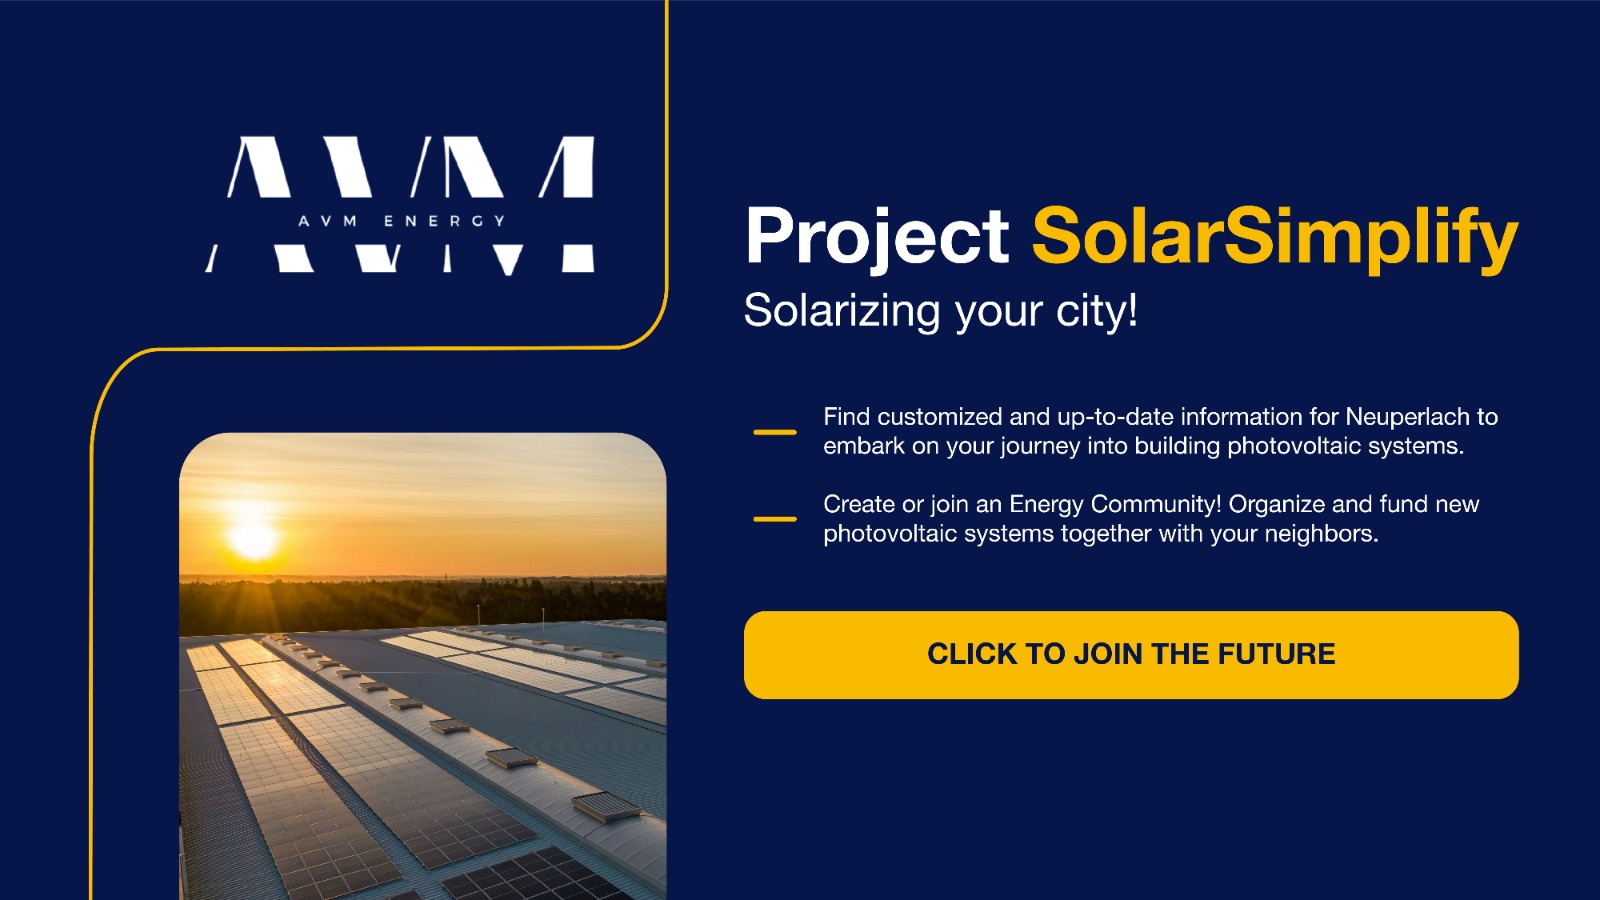 AVM
AVM ENERGY
Project SolarSimplify
Solarizing your city!
Find customized and up-to-date information for Neuperlach to
embark on your journey into building photovoltaic systems.
Create or join an Energy Community! Organize and fund new
photovoltaic systems together with your neighbors.
CLICK TO JOIN THE FUTURE